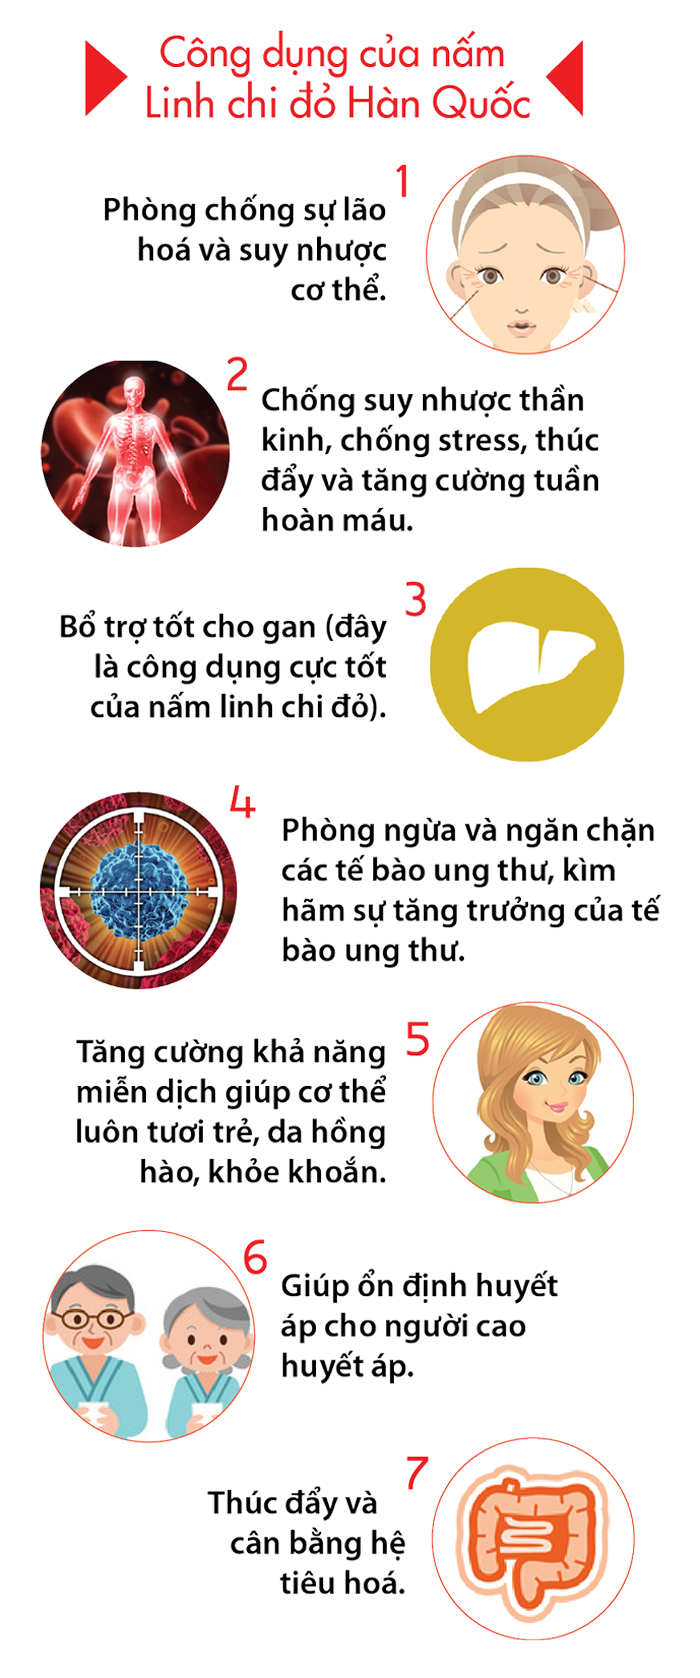 Công dụng của nấm
Linh chi đỏ Hàn Quốc
1
Phòng chống sự lão
hoá và suy nhược
cơ thể.
2
Chống suy nhược thần
kinh, chống stress, thúc
đẩy và tăng cường tuần
hoàn máu.
3
Bổ trợ tốt cho gan (đây
là công dụng cực tốt
của nấm linh chi đỏ).
4
Phòng ngừa và ngăn chặn
các tế bào ung thư, kìm
hãm sự tăng trưởng của tế
bào ung thư.
5
Tăng cường khả năng
miễn dịch giúp cơ thể
luôn tươi trẻ, da hồng
hào, khỏe khoắn.
6
Giúp ổn định huyết
áp cho người cao
huyết áp.
7
Thúc đẩy và
cân bằng hệ
tiêu hoá.